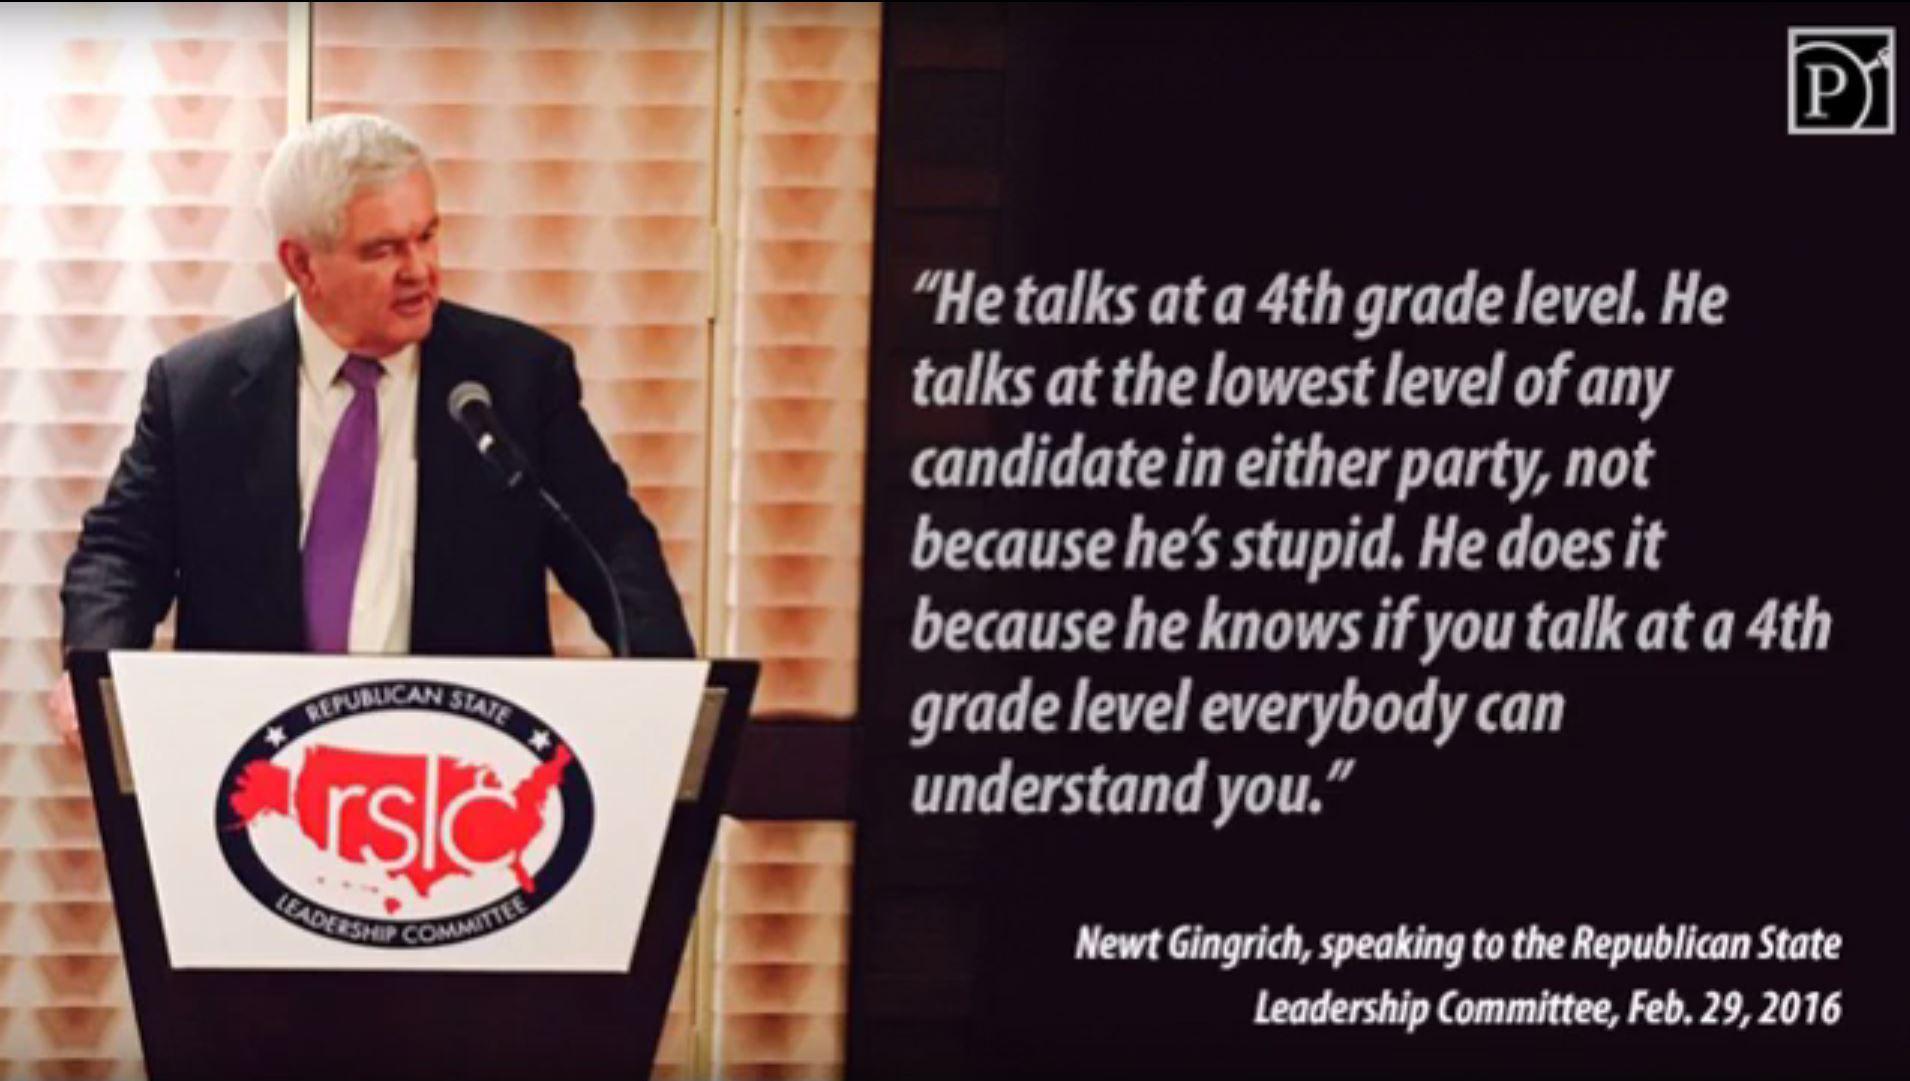 P
“He talks at a 4th grade level. He
talks at the lowest level of any
candidate in either party, not
because he’s stupid. He does it
because he knows if you talk at a 4th
grade level everybody can
understand you.”
Newt Gingrich, speaking to the Republican State
Leadership Committee, Feb. 29, 2016
REPUBLICAN STATE
rslc
LEADERSHIP COMMITTEE